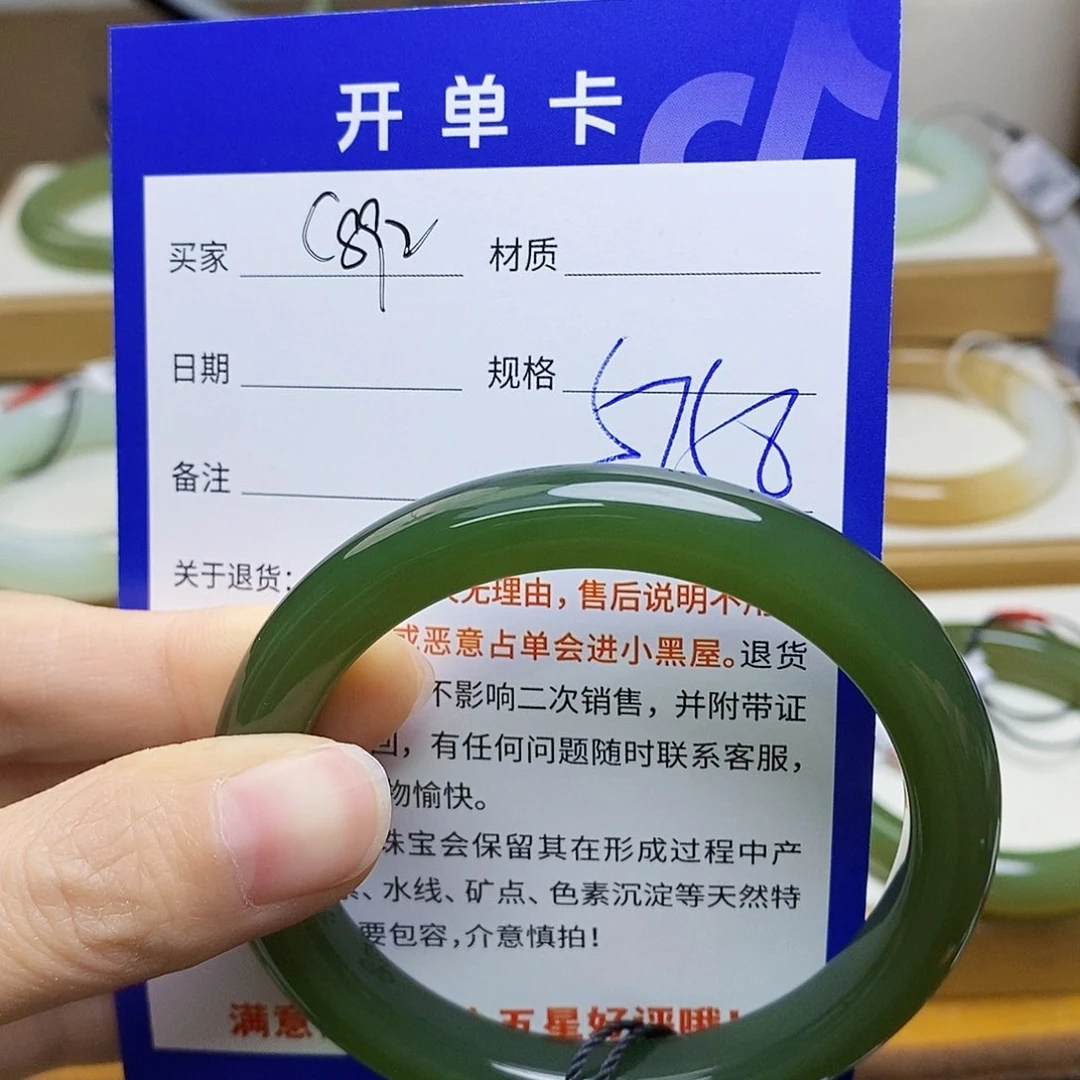 开单卡
买家 C892 材质
日期 规格 57 58
备注
关于退货:
无理由，售后说明不
或恶意占单会进小黑屋。退货
不影响二次销售，并附带证
回，有任何问题随时联系客服，
物愉快。
珠宝会保留其在形成过程中产
、水线、矿点、色素沉淀等天然特
要包容，介意慎拍！
满意 五星好评哦！